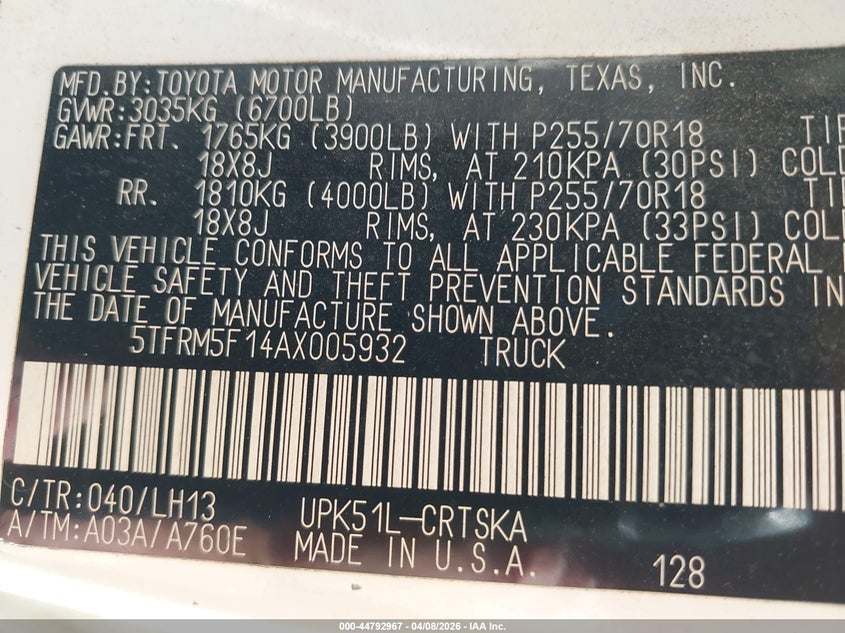 MFD.BY:TOYOTA MOTOR MANUFACTURING, TEXAS, INC.
GVWR:3035KG (6700LB)
GAWR:FRT. 1765KG (3900LB) WITH P255/70R18
18X8J RIMS, AT 210KPA (30PSI) COLD
RR. 1810KG (4000LB) WITH P255/70R18
18X8J RIMS, AT 230KPA (33PSI) COLD
THIS VEHICLE CONFORMS TO ALL APPLICABLE FEDERAL
VEHICLE SAFETY AND THEFT PREVENTION STANDARDS IN
THE DATE OF MANUFACTURE SHOWN ABOVE.
5TFRM5F14AX005932 TRUCK
C/TR:040/LH13 UPK51L-CRTSKA
A/TM:A03A/A760E MADE IN U.S.A. 128
000-44792967 - 04/08/2026 - IAA Inc.